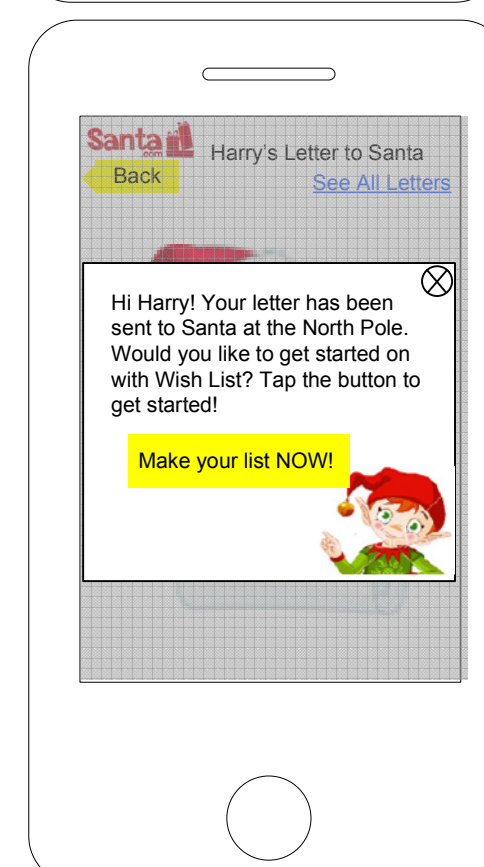 Santa
.com
Harry's Letter to Santa
Back
See All Letters
Hi Harry! Your letter has been
sent to Santa at the North Pole.
Would you like to get started on
with Wish List? Tap the button to
get started!
Make your list NOW!